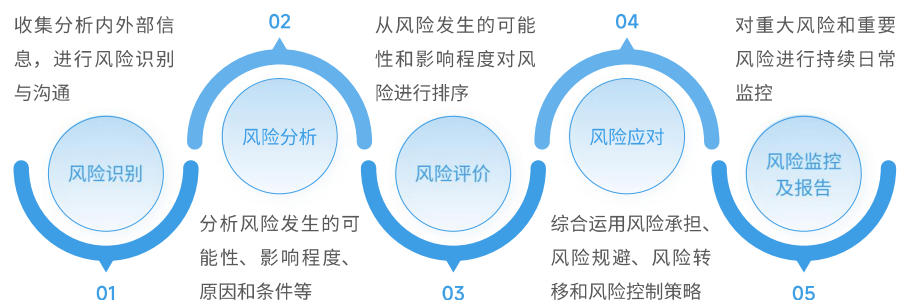 收集分析内外部信
息，进行风险识别
与沟通
风险识别
01
02
风险分析
分析风险发生的可
能性、影响程度、
原因和条件等
从风险发生的可能
性和影响程度对风
险进行排序
风险评价
03
04
风险应对
综合运用风险承担、
风险规避、风险转
移和风险控制策略
对重大风险和重要
风险进行持续日常
监控
风险监控
及报告
05